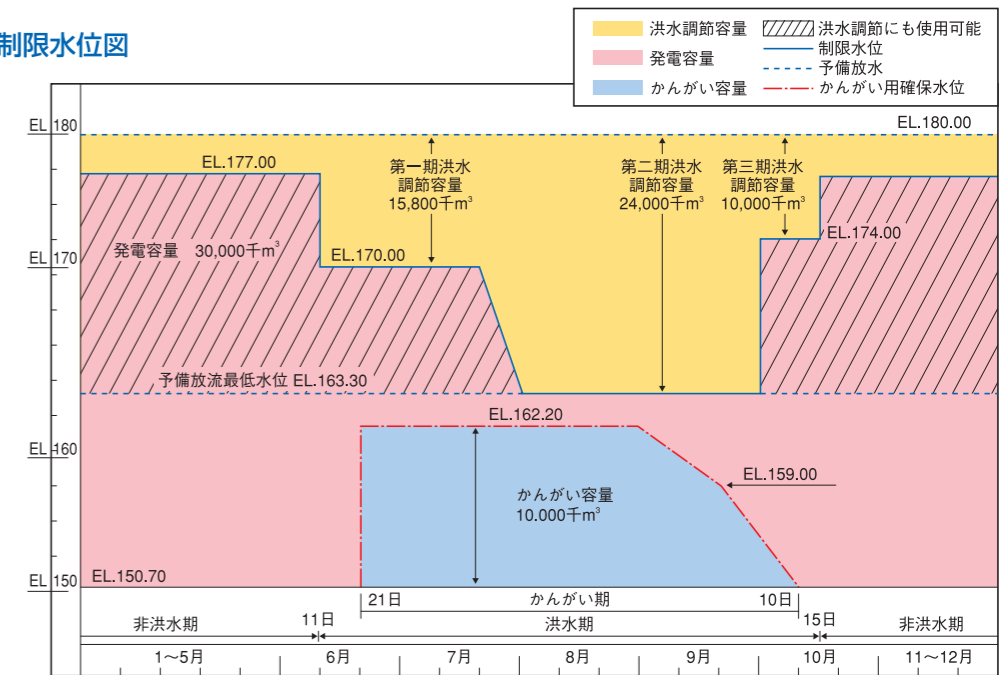 制限水位図
洪水調節容量
発電容量
かんがい容量
洪水調節にも使用可能
制限水位
予備放水
かんがい用確保水位
EL 180
EL.180.00
EL.177.00
第一期洪水
調節容量
15,800千m³
第二期洪水
調節容量
24,000千m³
第三期洪水
調節容量
10,000千m³
発電容量 30,000千m³
EL.170.00
EL.174.00
EL 170
予備放流最低水位 EL.163.30
EL.162.20
EL 160
EL.159.00
かんがい容量
10.000千m³
EL.150.70
EL 150
21日 かんがい期 10日
非洪水期 11日 洪水期 15日 非洪水期
1〜5月 6月 7月 8月 9月 10月 11〜12月